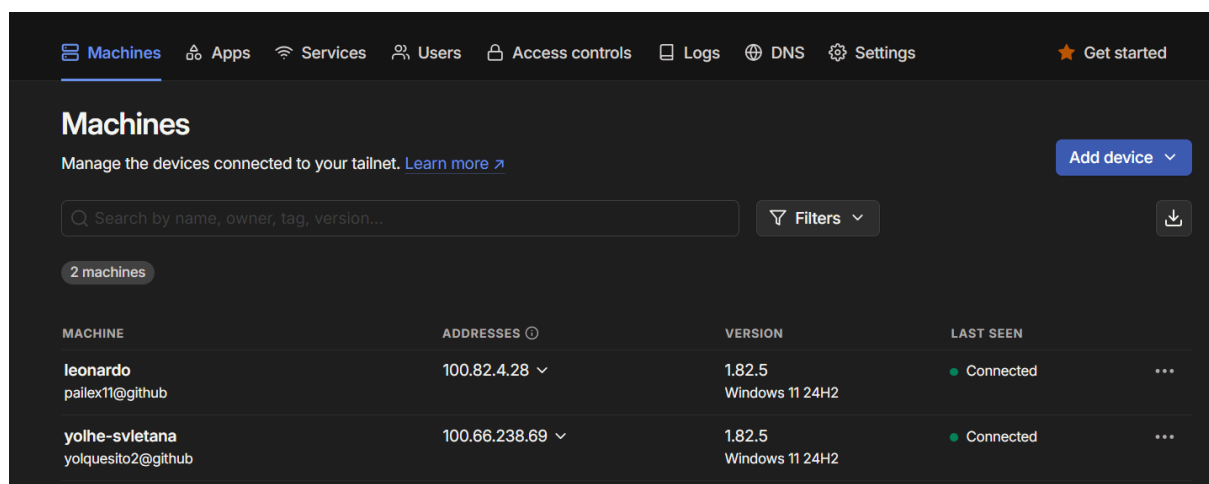 Machines Apps Services Users Access controls Logs DNS Settings Get started
Machines
Manage the devices connected to your tailnet. Learn more ↗
Add device
Search by name, owner, tag, version...
Filters
2 machines
MACHINE ADDRESSES VERSION LAST SEEN
leonardo 100.82.4.28 1.82.5 Connected
pailex11@github Windows 11 24H2
yolhe-svletana 100.66.238.69 1.82.5 Connected
yolquesito2@github Windows 11 24H2